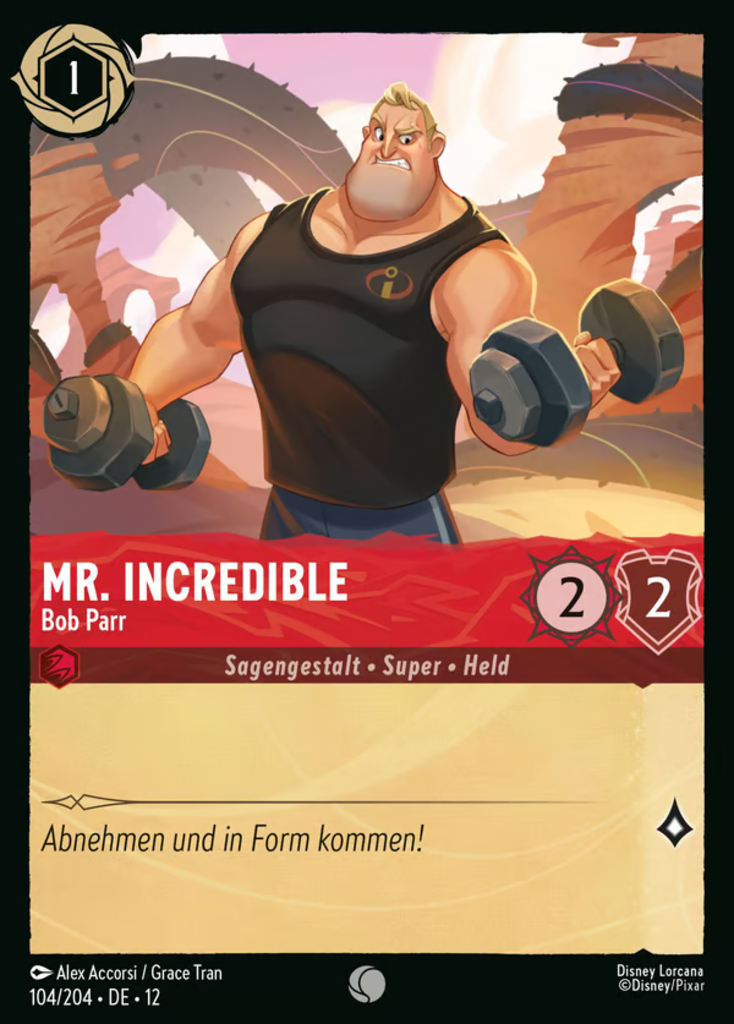 1
MR. INCREDIBLE
Bob Parr
2 2
Sagengestalt • Super • Held
Abnehmen und in Form kommen!
Alex Accorsi / Grace Tran
104/204 • DE • 12
Disney Lorcana
©Disney/Pixar